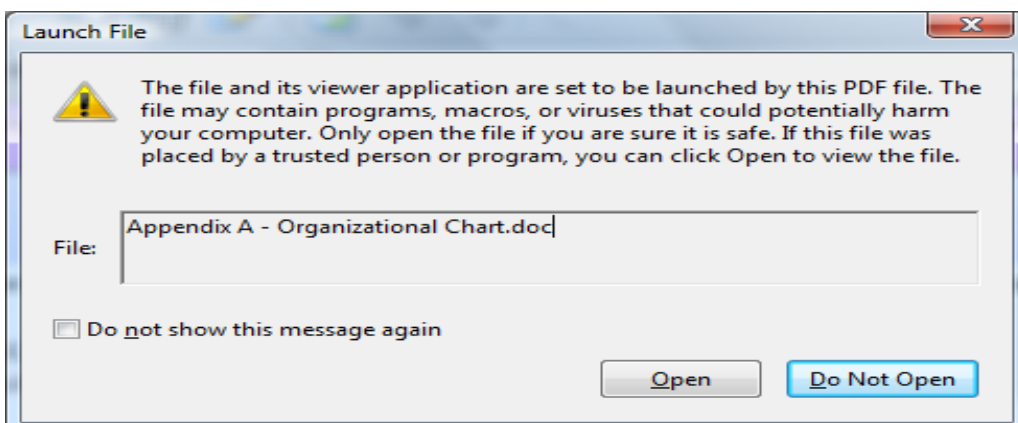 Launch File
The file and its viewer application are set to be launched by this PDF file. The
file may contain programs, macros, or viruses that could potentially harm
your computer. Only open the file if you are sure it is safe. If this file was
placed by a trusted person or program, you can click Open to view the file.
File:
Appendix A - Organizational Chart.doc
Do not show this message again
Open
Do Not Open